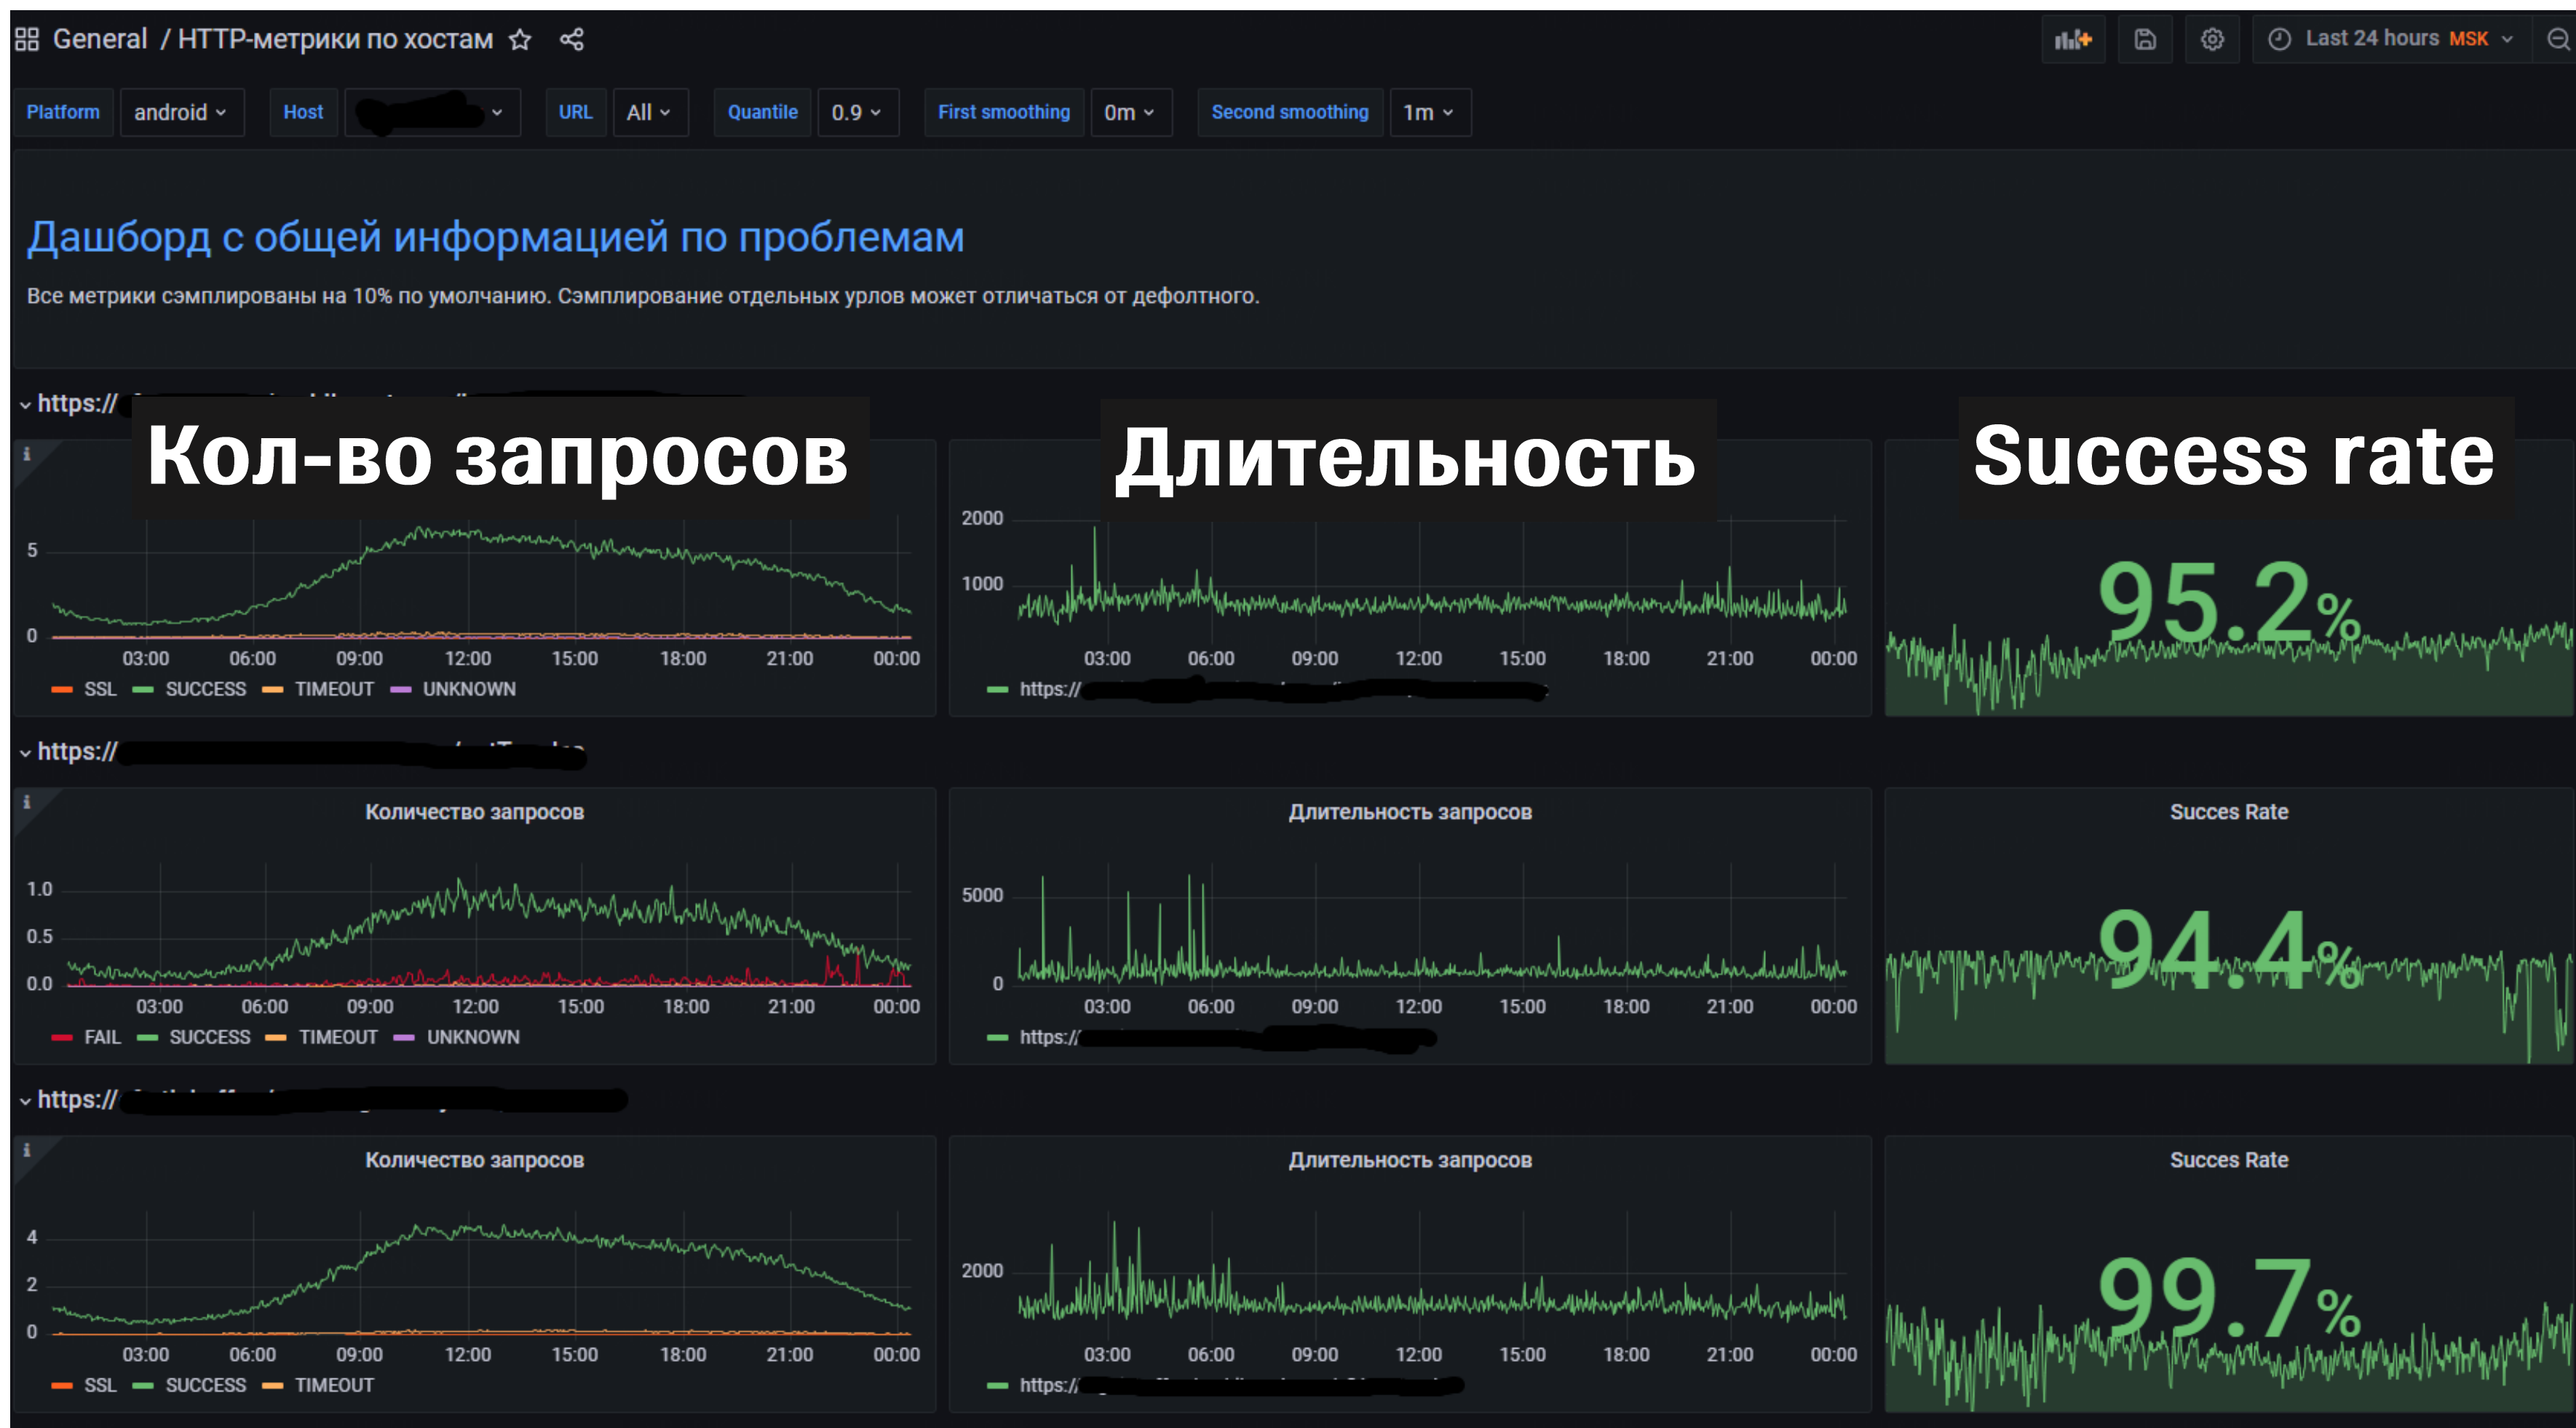 General / HTTP-метрики по хостам
Last 24 hours MSK
Platform android Host URL All Quantile 0.9 First smoothing 0m Second smoothing 1m
Дашборд с общей информацией по проблемам
Все метрики сэмплированы на 10% по умолчанию. Сэмплирование отдельных урлов может отличаться от дефолтного.
https://
Кол-во запросов
5
0
03:00 06:00 09:00 12:00 15:00 18:00 21:00 00:00
SSL SUCCESS TIMEOUT UNKNOWN
Длительность
2000
1000
03:00 06:00 09:00 12:00 15:00 18:00 21:00 00:00
https://
Success rate
95.2%
https://
Количество запросов
1.0
0.5
0.0
03:00 06:00 09:00 12:00 15:00 18:00 21:00 00:00
FAIL SUCCESS TIMEOUT UNKNOWN
Длительность запросов
5000
0
03:00 06:00 09:00 12:00 15:00 18:00 21:00 00:00
https://
Succes Rate
94.4%
https://
Количество запросов
4
2
0
03:00 06:00 09:00 12:00 15:00 18:00 21:00 00:00
SSL SUCCESS TIMEOUT
Длительность запросов
2000
03:00 06:00 09:00 12:00 15:00 18:00 21:00 00:00
https://
Succes Rate
99.7%